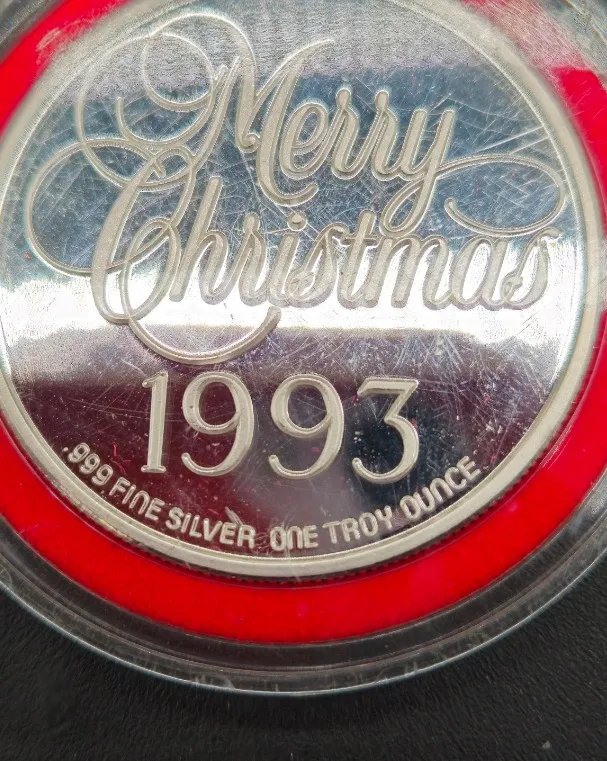 Merry
Christmas
1993
.999 FINE SILVER ONE TROY OUNCE